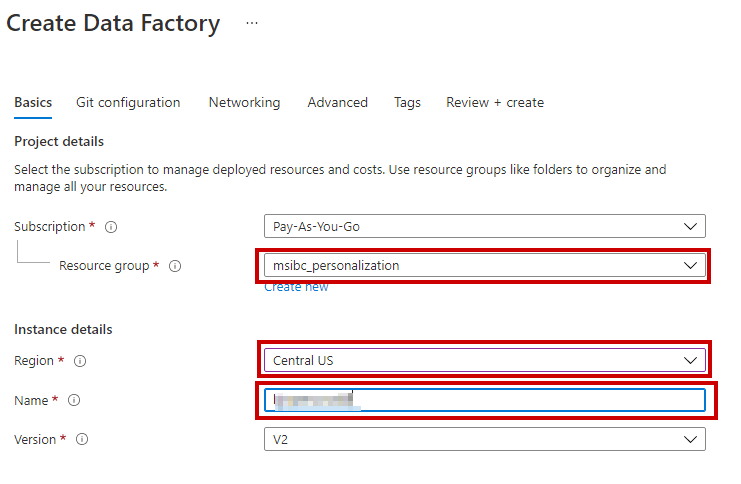 Create Data Factory ...
Basics Git configuration Networking Advanced Tags Review + create
Project details
Select the subscription to manage deployed resources and costs. Use resource groups like folders to organize and
manage all your resources.
Subscription * Pay-As-You-Go
Resource group * msibc_personalization
Create new
Instance details
Region * Central US
Name *
Version * V2